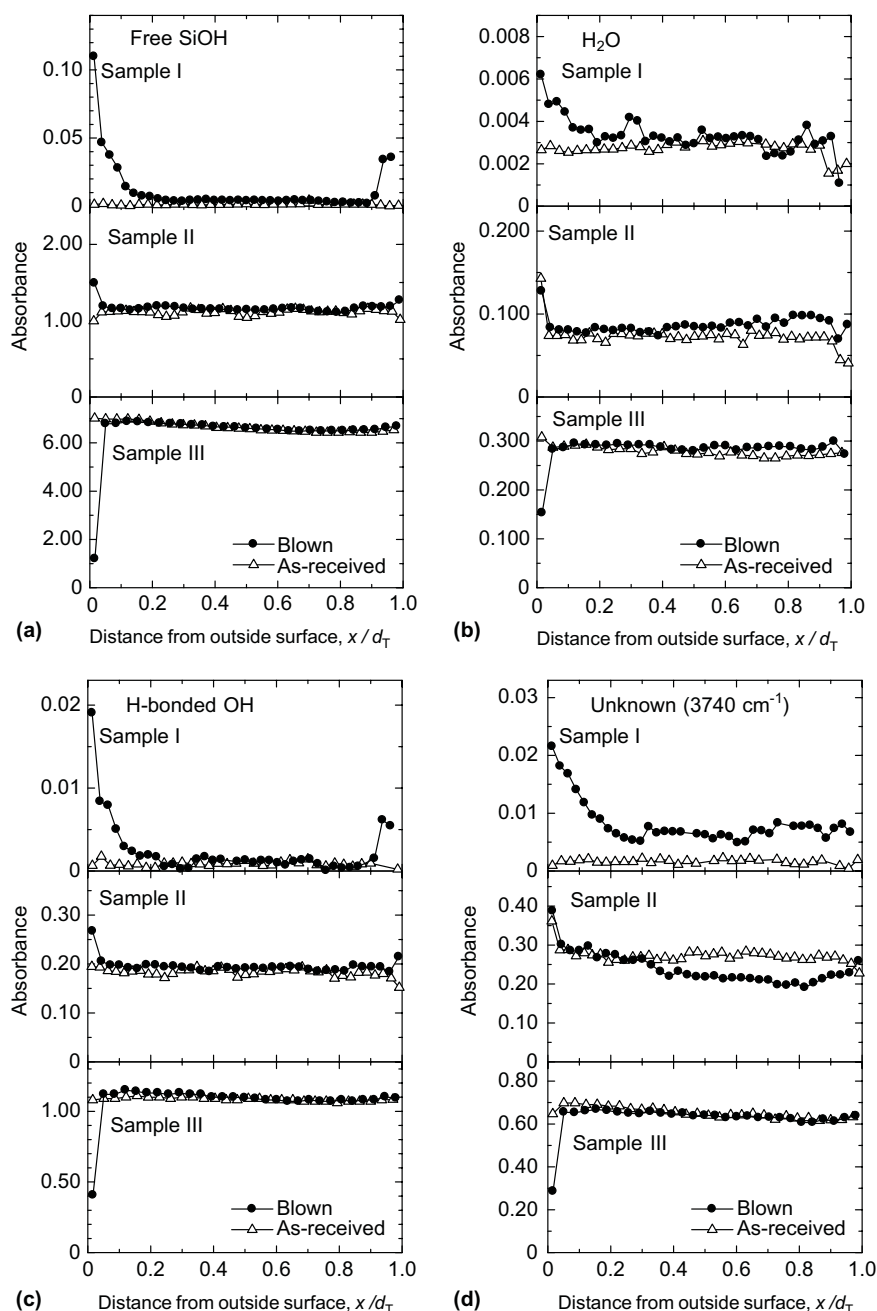 Free SiOH
Sample I
0.10
0.05
0
Sample II
2.00
1.00
0
Sample III
6.00
4.00
2.00
0
Blown
As-received
Absorbance
0 0.2 0.4 0.6 0.8 1.0
(a) Distance from outside surface, x / d_T
H₂O
Sample I
0.008
0.006
0.004
0.002
0
Sample II
0.200
0.100
0
Sample III
0.300
0.200
0.100
0
Blown
As-received
Absorbance
0 0.2 0.4 0.6 0.8 1.0
(b) Distance from outside surface, x / d_T
H-bonded OH
Sample I
0.02
0.01
0
Sample II
0.30
0.20
0.10
0
Sample III
1.00
0.50
0
Blown
As-received
Absorbance
0 0.2 0.4 0.6 0.8 1.0
(c) Distance from outside surface, x /d_T
Unknown (3740 cm⁻¹)
Sample I
0.03
0.02
0.01
0
Sample II
0.40
0.30
0.20
0.10
0.00
Sample III
0.80
0.60
0.40
0.20
0
Blown
As-received
Absorbance
0 0.2 0.4 0.6 0.8 1.0
(d) Distance from outside surface, x /d_T